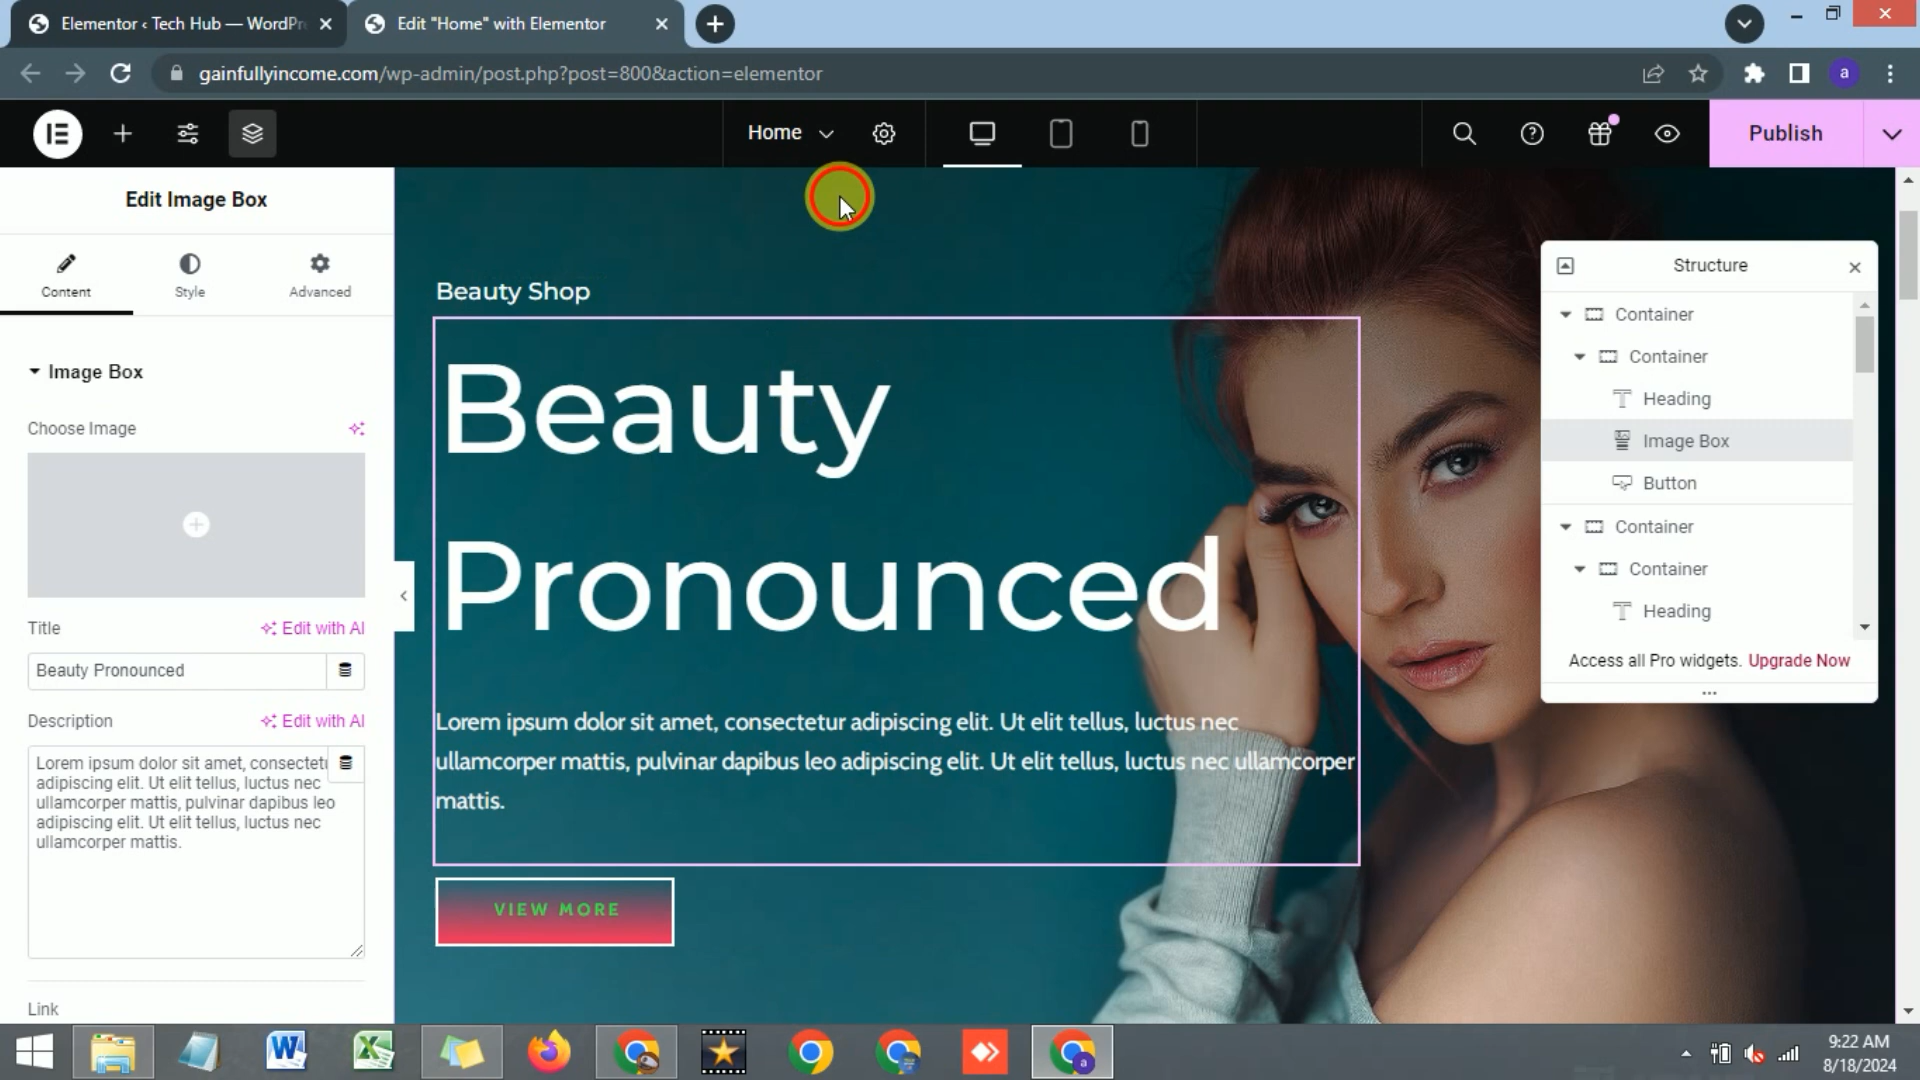 Elementor ‹ Tech Hub — WordPr
Edit "Home" with Elementor
gainfullyincome.com/wp-admin/post.php?post=800&action=elementor
a
Home
Publish
Edit Image Box
Content
Style
Advanced
Image Box
Choose Image
Title
Edit with AI
Beauty Pronounced
Description
Edit with AI
Lorem ipsum dolor sit amet, consectetu
adipiscing elit. Ut elit tellus, luctus nec
ullamcorper mattis, pulvinar dapibus leo
adipiscing elit. Ut elit tellus, luctus nec
ullamcorper mattis.
Link
Beauty Shop
Beauty
Pronounced
Lorem ipsum dolor sit amet, consectetur adipiscing elit. Ut elit tellus, luctus nec
ullamcorper mattis, pulvinar dapibus leo adipiscing elit. Ut elit tellus, luctus nec ullamcorper
mattis.
VIEW MORE
Structure
Container
Container
Heading
Image Box
Button
Container
Container
Heading
Access all Pro widgets. Upgrade Now
9:22 AM
8/18/2024